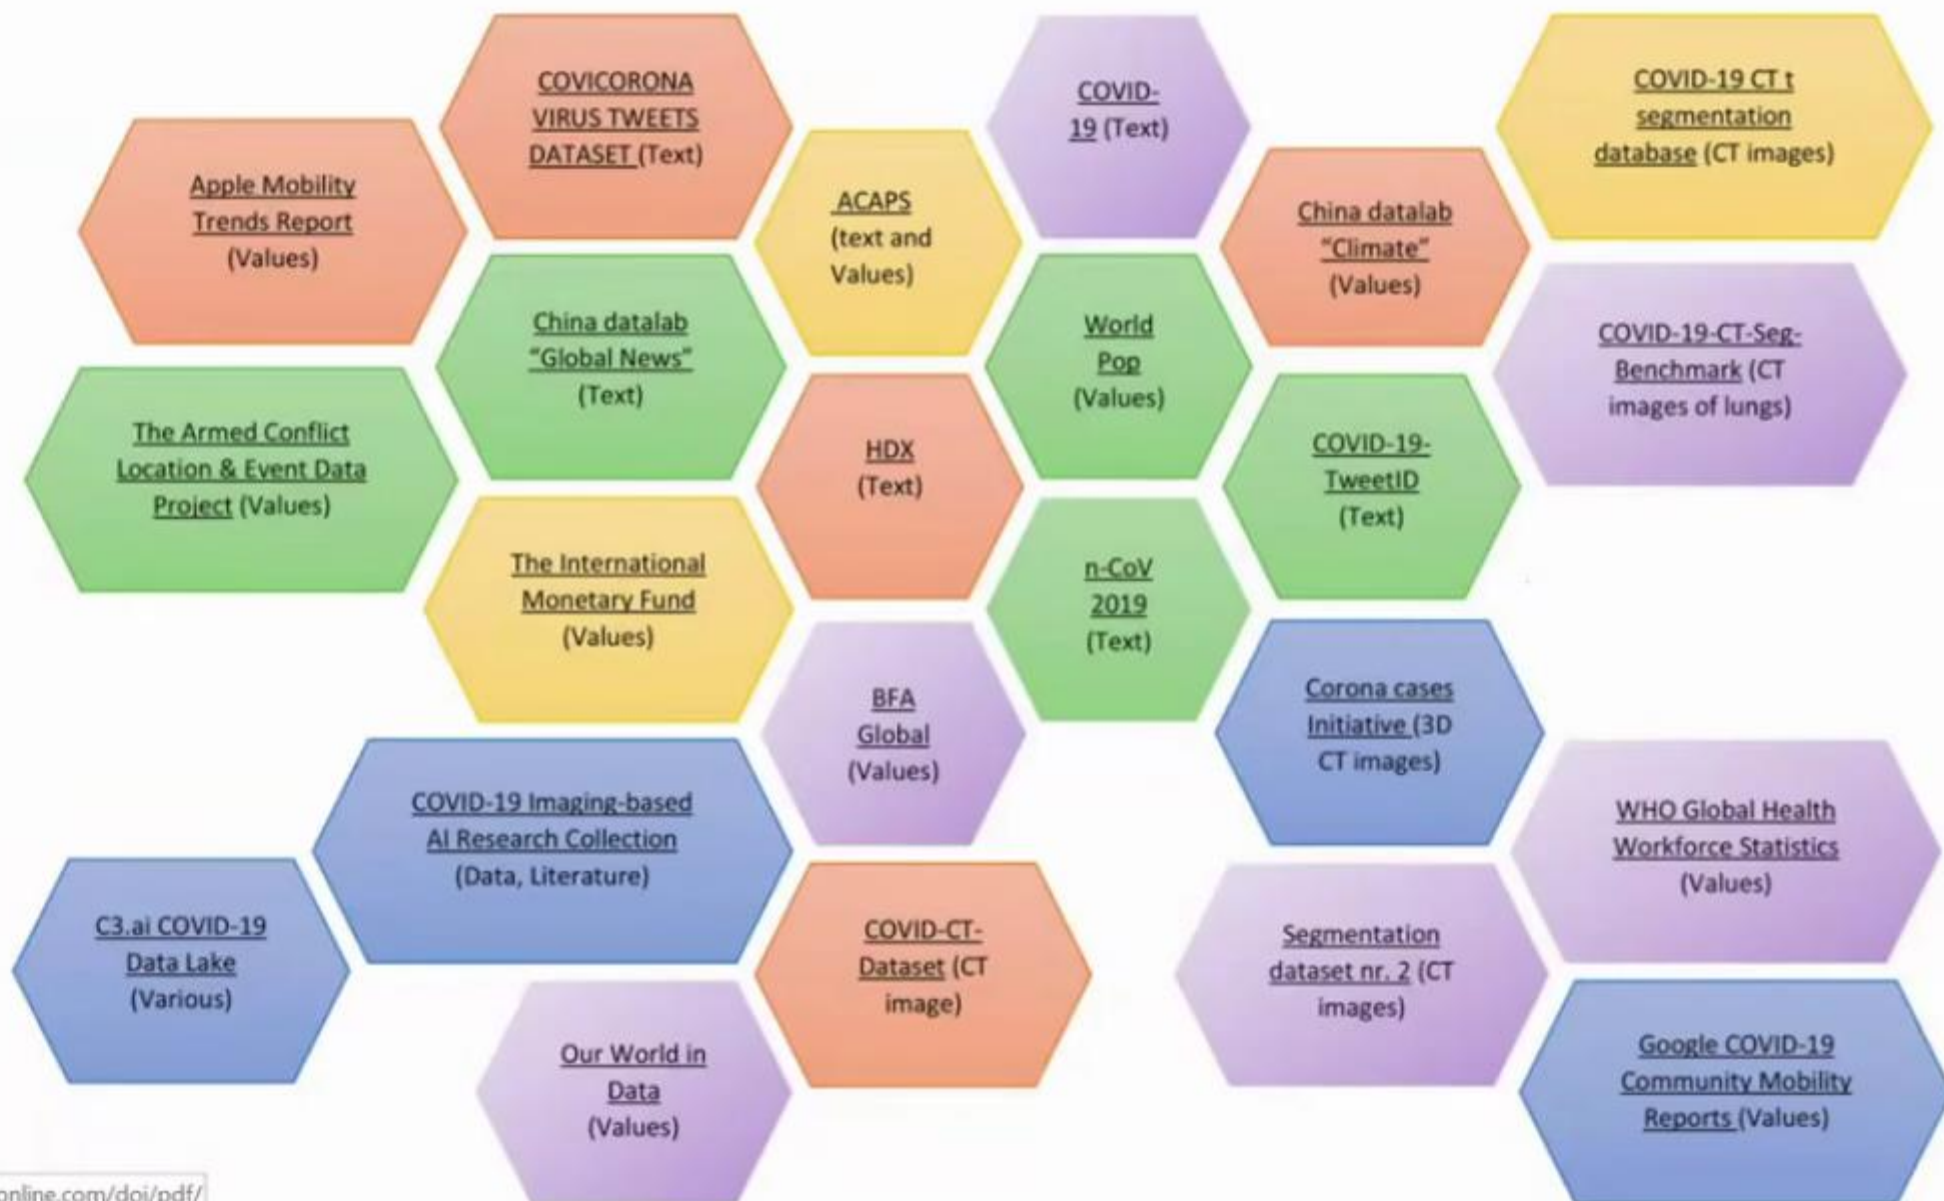 COVICORONA
VIRUS TWEETS
DATASET (Text)
COVID-
19 (Text)
COVID-19 CT t
segmentation
database (CT images)
Apple Mobility
Trends Report
(Values)
ACAPS
(text and
Values)
China datalab
"Climate"
(Values)
China datalab
"Global News"
(Text)
World
Pop
(Values)
COVID-19-CT-Seg-
Benchmark (CT
images of lungs)
The Armed Conflict
Location & Event Data
Project (Values)
HDX
(Text)
COVID-19-
TweetID
(Text)
The International
Monetary Fund
(Values)
n-CoV
2019
(Text)
BFA
Global
(Values)
Corona cases
Initiative (3D
CT images)
COVID-19 Imaging-based
AI Research Collection
(Data, Literature)
WHO Global Health
Workforce Statistics
(Values)
C3.ai COVID-19
Data Lake
(Various)
COVID-CT-
Dataset (CT
image)
Segmentation
dataset nr. 2 (CT
images)
Our World in
Data
(Values)
Google COVID-19
Community Mobility
Reports (Values)
online.com/doi/pdf/